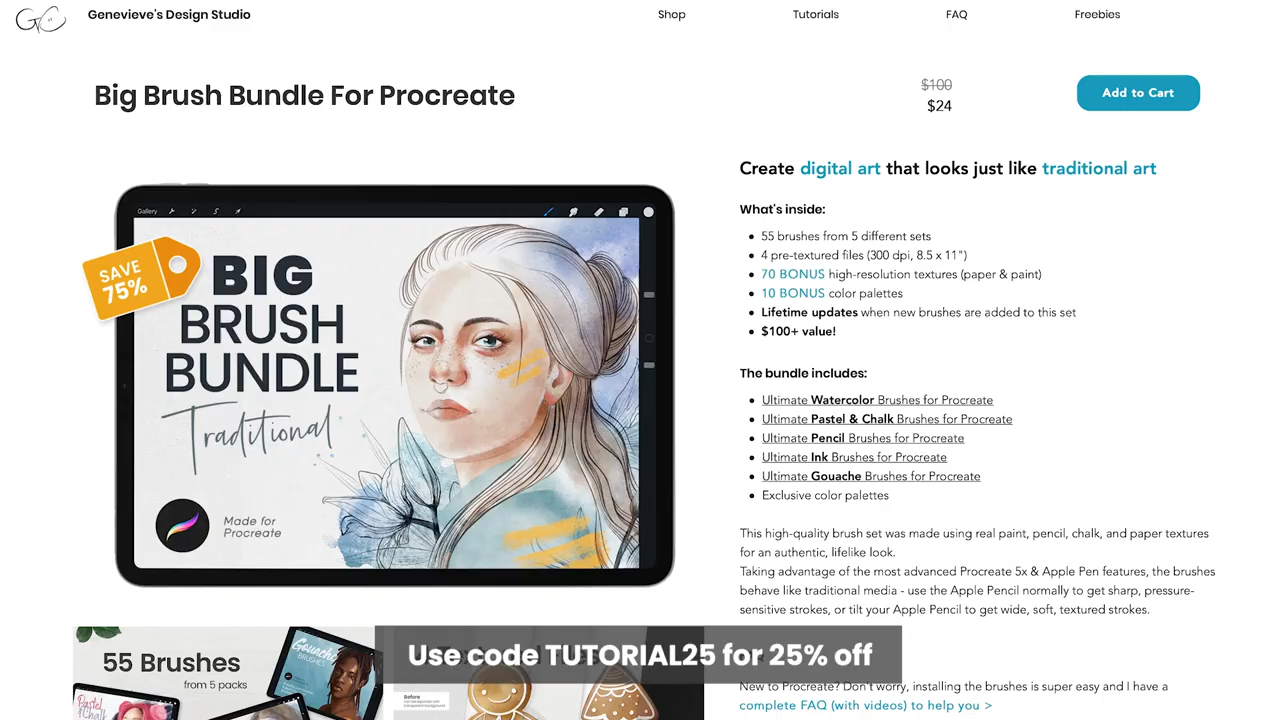 Genevieve's Design Studio
Shop
Tutorials
FAQ
Freebies
Big Brush Bundle For Procreate
$100
$24
Add to Cart
Gallery
SAVE
75%
BIG
BRUSH
BUNDLE
Traditional
Made for
Procreate
Create digital art that looks just like traditional art
What's inside:
55 brushes from 5 different sets
4 pre-textured files (300 dpi, 8.5 x 11")
70 BONUS high-resolution textures (paper & paint)
10 BONUS color palettes
Lifetime updates when new brushes are added to this set
$100+ value!
The bundle includes:
Ultimate Watercolor Brushes for Procreate
Ultimate Pastel & Chalk Brushes for Procreate
Ultimate Pencil Brushes for Procreate
Ultimate Ink Brushes for Procreate
Ultimate Gouache Brushes for Procreate
Exclusive color palettes
This high-quality brush set was made using real paint, pencil, chalk, and paper textures
for an authentic, lifelike look.
Taking advantage of the most advanced Procreate 5x & Apple Pen features, the brushes
behave like traditional media - use the Apple Pencil normally to get sharp, pressure-
sensitive strokes, or tilt your Apple Pencil to get wide, soft, textured strokes.
55 Brushes
from 5 packs
Gouache
BRUSHES
Pastel
& Chalk
Before
Use code TUTORIAL25 for 25% off
New to Procreate? Don't worry, installing the brushes is super easy and I have a
complete FAQ (with videos) to help you >